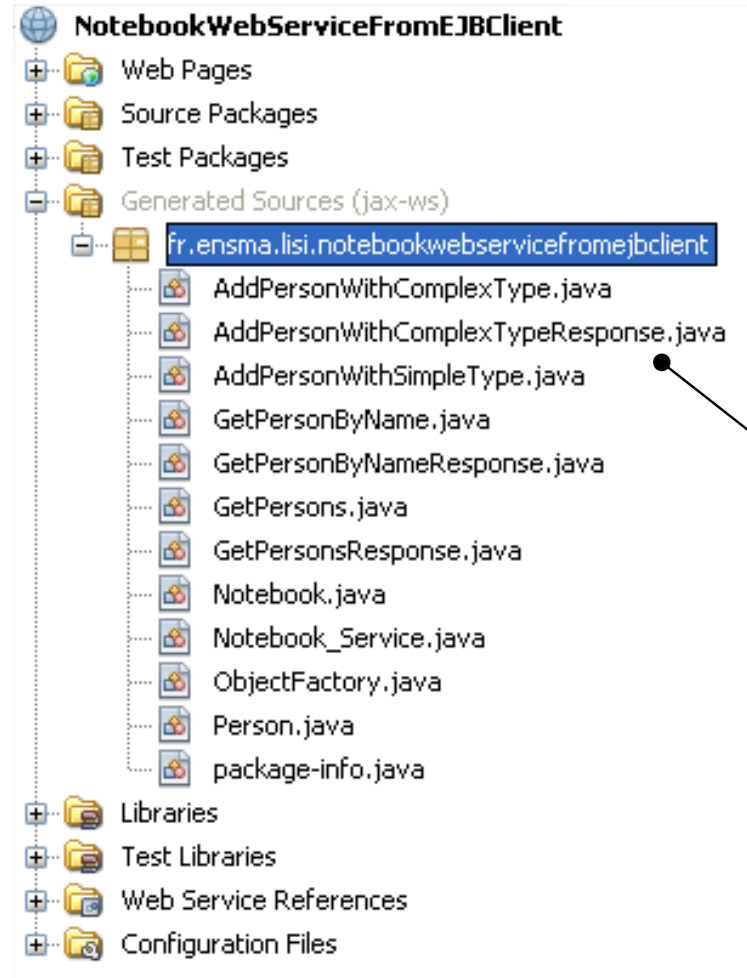 NotebookWebServiceFromEJBClient
Web Pages
Source Packages
Test Packages
Generated Sources (jax-ws)
fr.ensma.lisi.notebookwebservicefromejbclient
AddPersonWithComplexType.java
AddPersonWithComplexTypeResponse.java
AddPersonWithSimpleType.java
GetPersonByName.java
GetPersonByNameResponse.java
GetPersons.java
GetPersonsResponse.java
Notebook.java
Notebook_Service.java
ObjectFactory.java
Person.java
package-info.java
Libraries
Test Libraries
Web Service References
Configuration Files